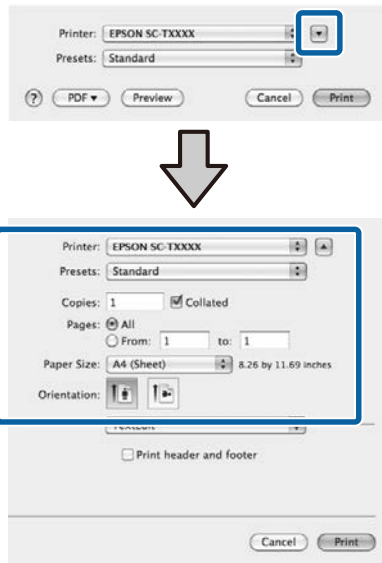 Printer: EPSON SC-TXXXX
Presets: Standard
? PDF▼ Preview Cancel Print
Printer: EPSON SC-TXXXX
Presets: Standard
Copies: 1 Collated
Pages: All
From: 1 to: 1
Paper Size: A4 (Sheet) 8.26 by 11.69 inches
Orientation:
Print header and footer
Cancel Print